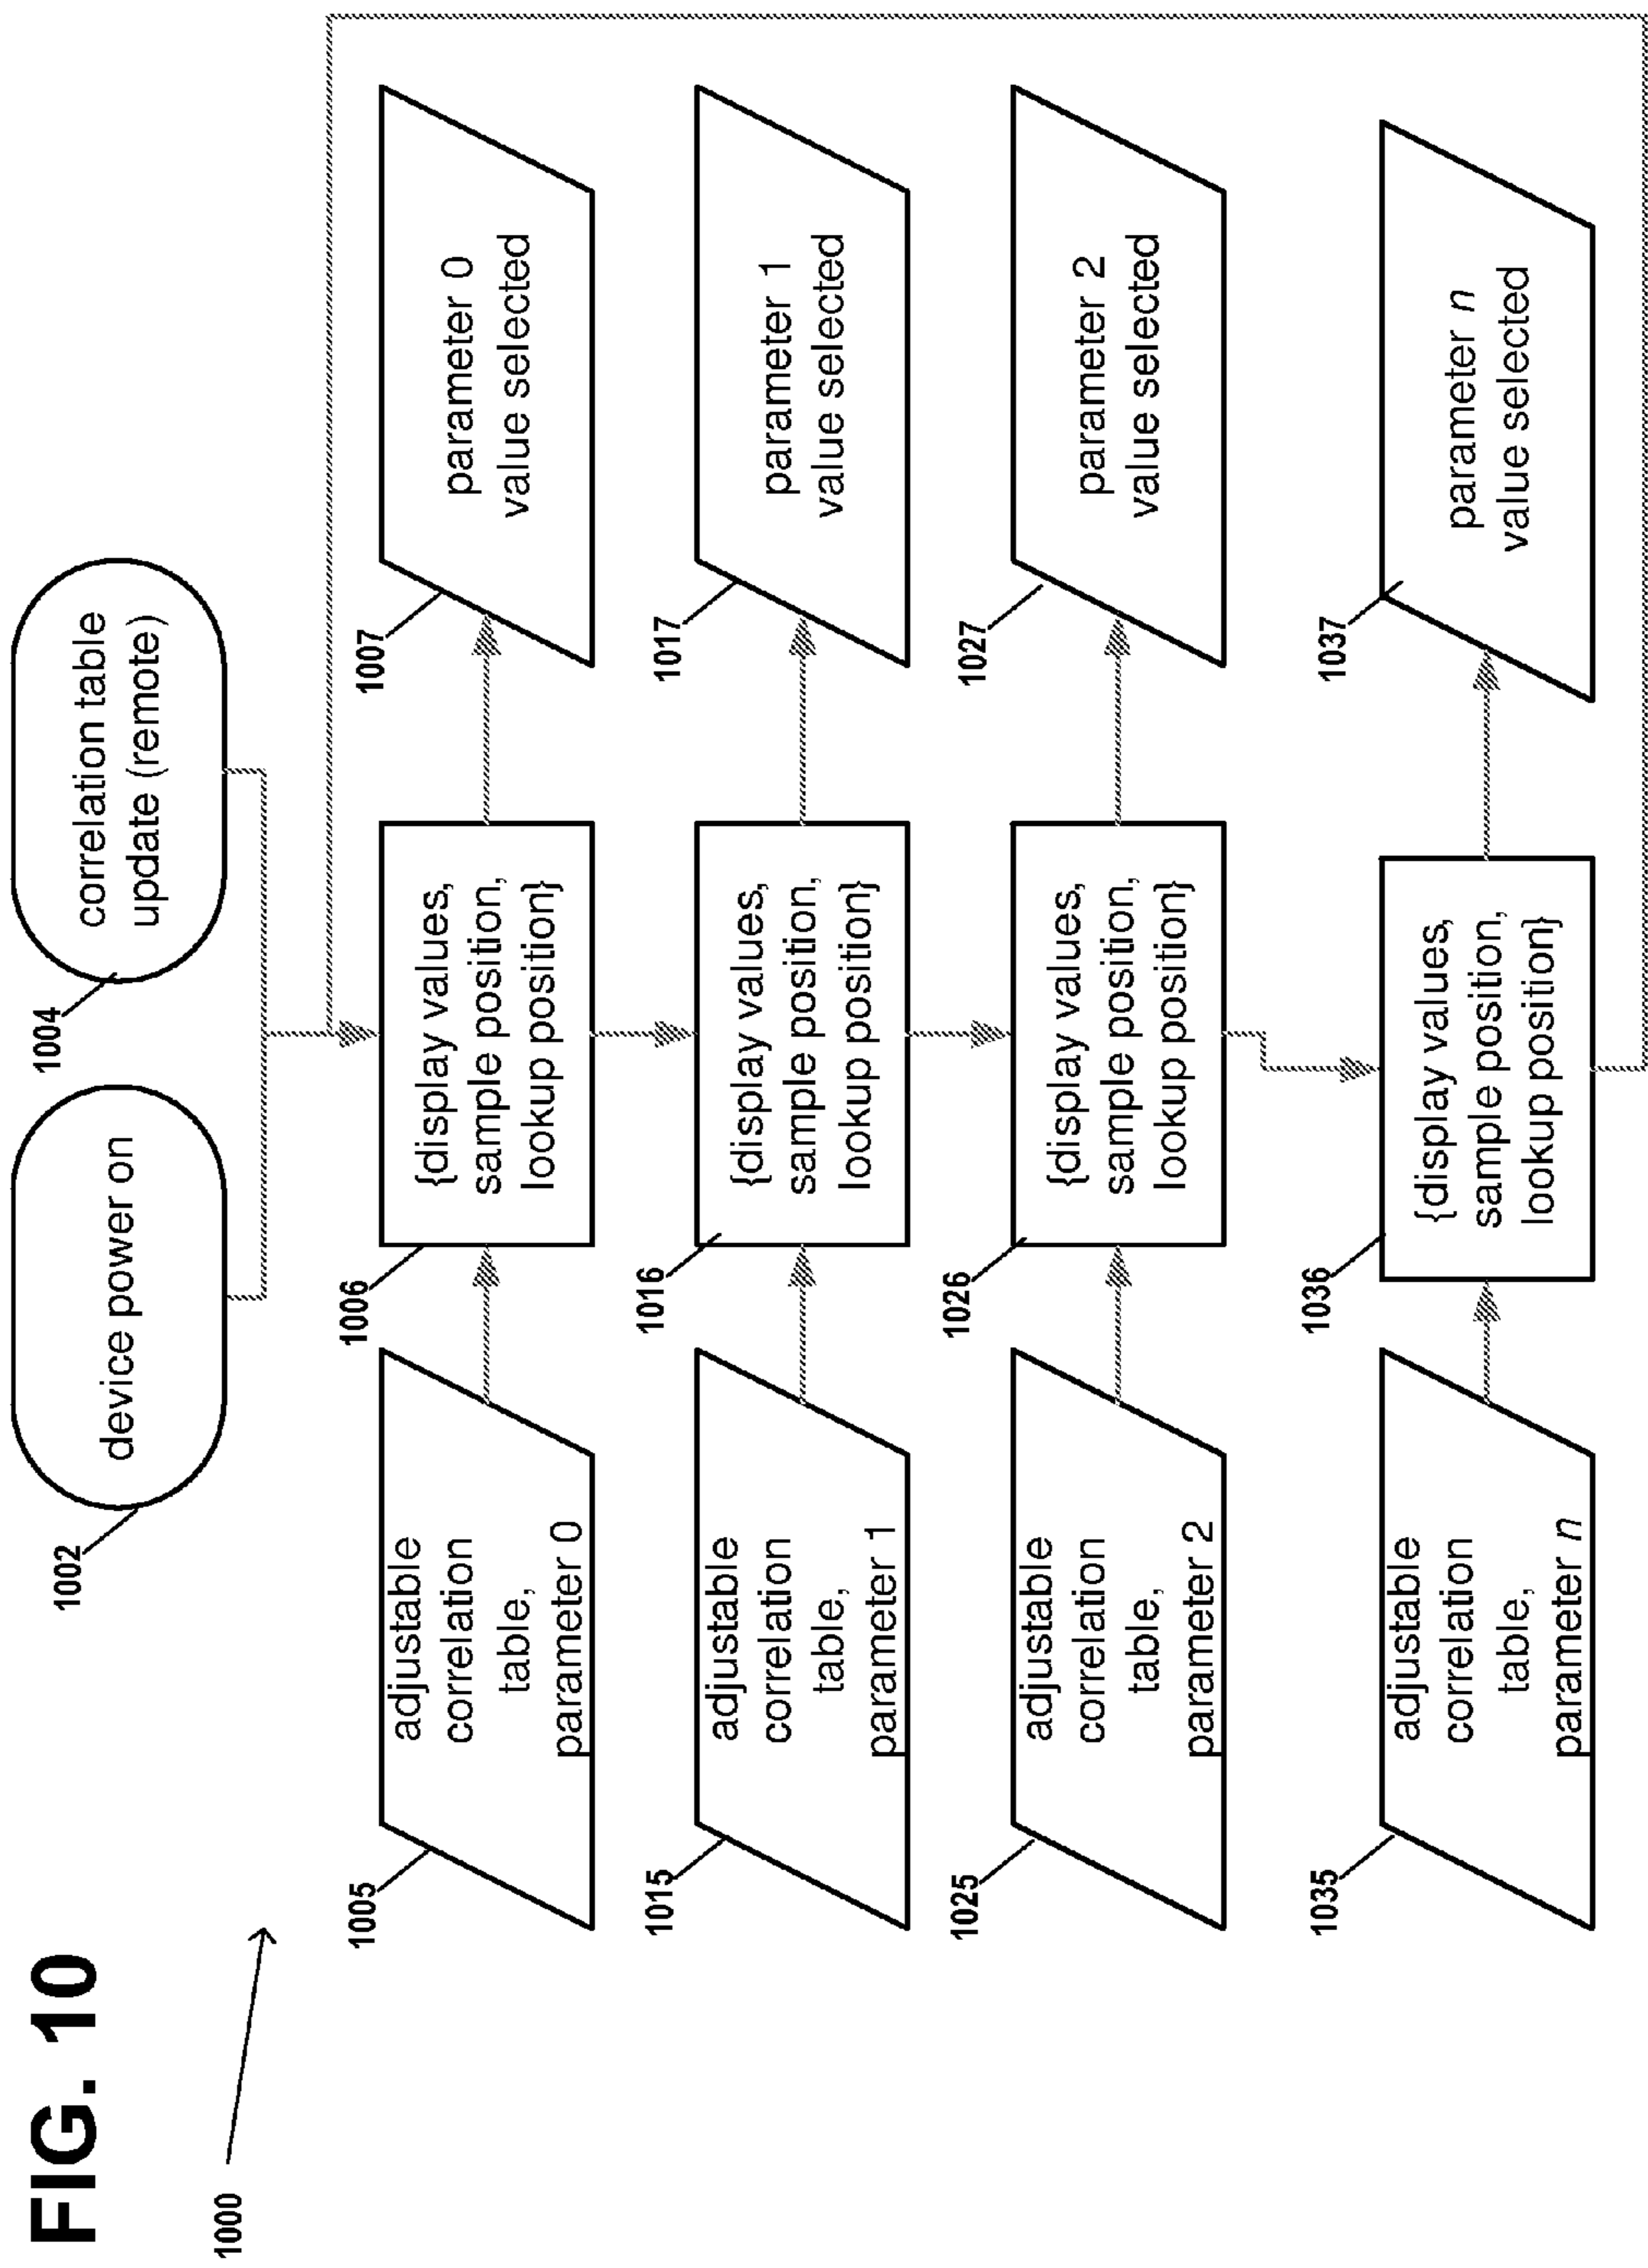 FIG. 10
1000
1002
device power on
1004
correlation table
update (remote)
1005
adjustable
correlation
table,
parameter 0
1006
{display values,
sample position,
lookup position}
1007
parameter 0
value selected
1015
adjustable
correlation
table,
parameter 1
1016
{display values,
sample position,
lookup position}
1017
parameter 1
value selected
1025
adjustable
correlation
table,
parameter 2
1026
{display values,
sample position,
lookup position}
1027
parameter 2
value selected
1035
adjustable
correlation
table,
parameter n
1036
{display values,
sample position,
lookup position}
1037
parameter n
value selected